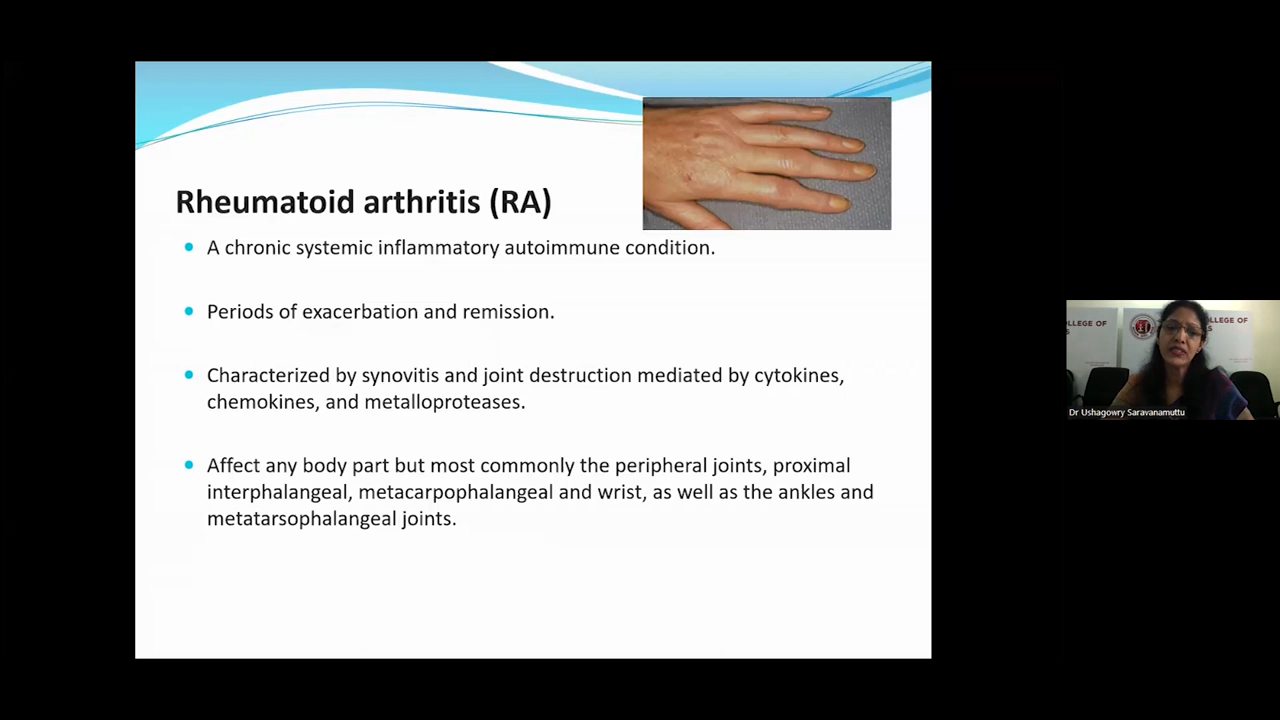 Rheumatoid arthritis (RA)
A chronic systemic inflammatory autoimmune condition.
Periods of exacerbation and remission.
Characterized by synovitis and joint destruction mediated by cytokines,
chemokines, and metalloproteases.
Affect any body part but most commonly the peripheral joints, proximal
interphalangeal, metacarpophalangeal and wrist, as well as the ankles and
metatarsophalangeal joints.
OLLEGE OF
S
LLEGE OF
Dr Ushagowry Saravanamuttu